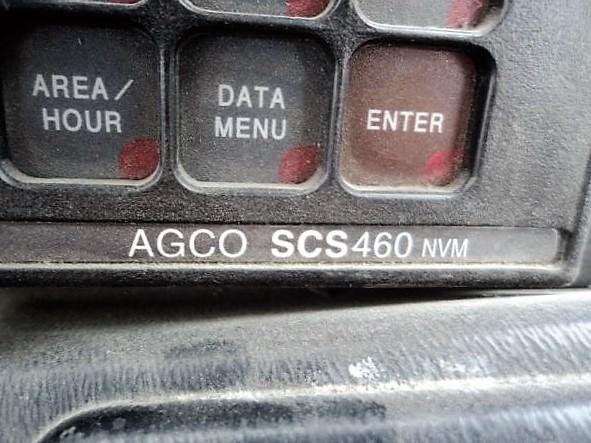 AREA/
HOUR
DATA
MENU
ENTER
AGCO SCS460 NVM